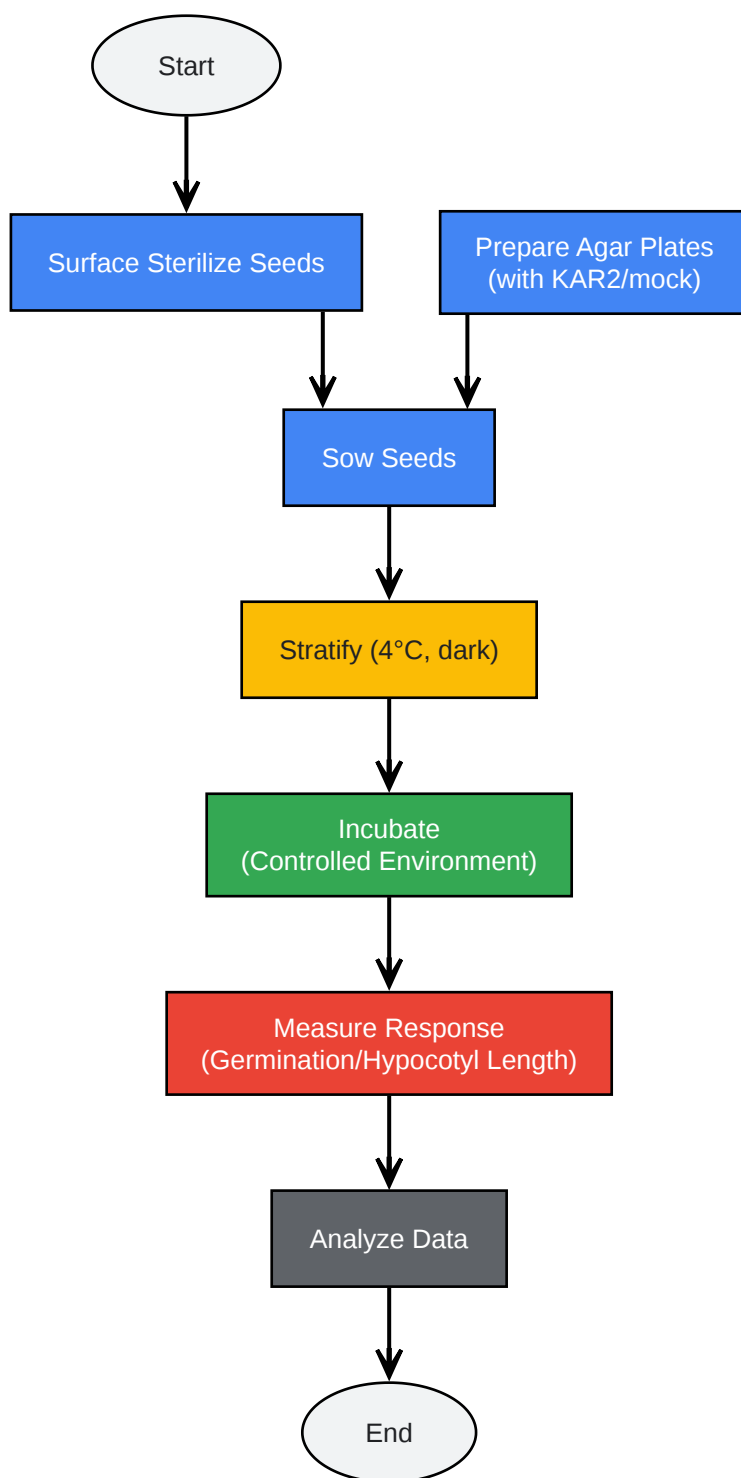 Start
Surface Sterilize Seeds
Prepare Agar Plates
(with KAR2/mock)
Sow Seeds
Stratify (4°C, dark)
Incubate
(Controlled Environment)
Measure Response
(Germination/Hypocotyl Length)
Analyze Data
End